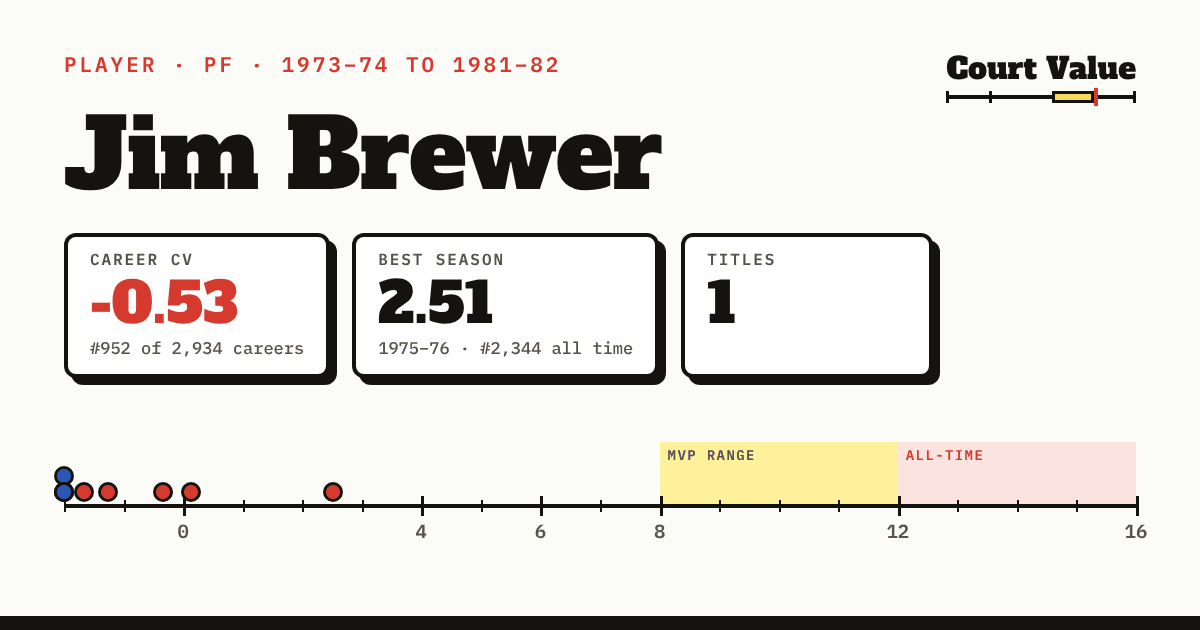 PLAYER · PF · 1973–74 TO 1981–82
Court Value
Jim Brewer
CAREER CV
-0.53
#952 of 2,934 careers
BEST SEASON
2.51
1975–76 · #2,344 all time
TITLES
1
MVP RANGE
ALL-TIME
0 4 6 8 12 16